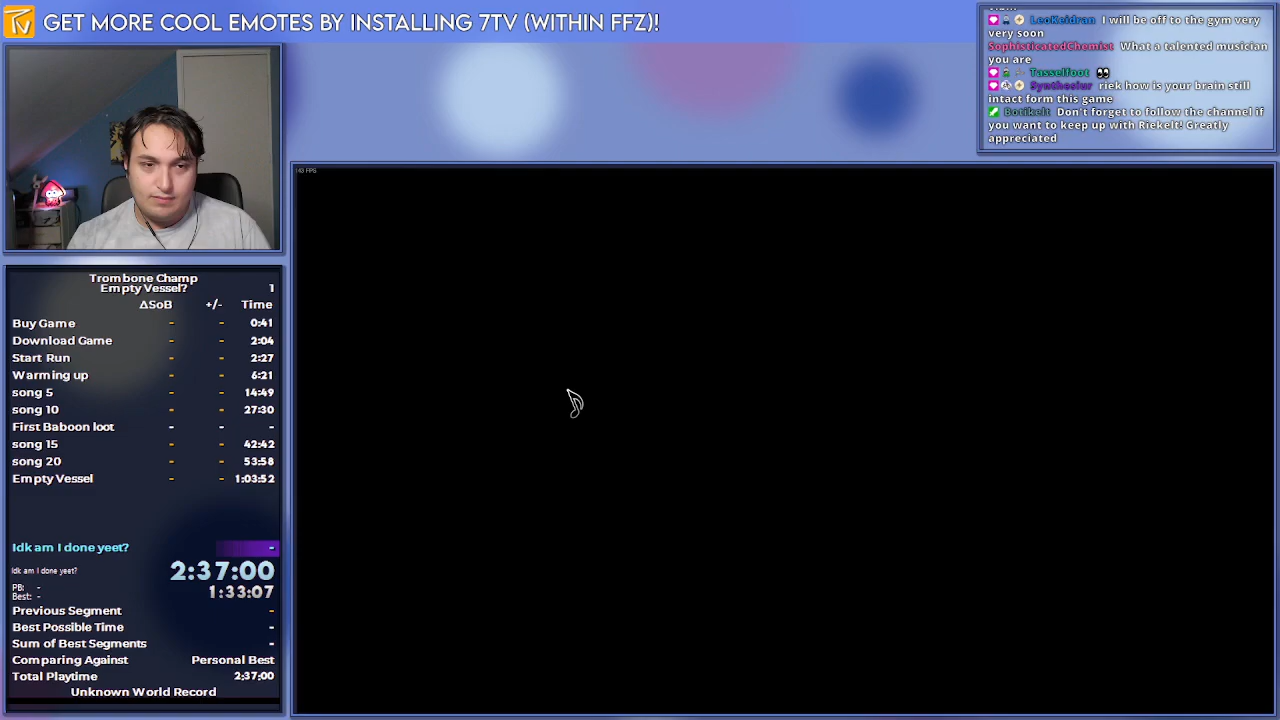 GET MORE COOL EMOTES BY INSTALLING 7TV (WITHIN FFZ)!
LeoKeidran I will be off to the gym very
very soon
SophisticatedChemist What a talented musician
you are
Tasselfoot 👀
Synthesiur riek how is your brain still
intact form this game
Botikelt Don't forget to follow the channel if
you want to keep up with Riekelt! Greatly
appreciated
163 FPS
Trombone Champ
Empty Vessel? 1
ΔSoB +/- Time
Buy Game - - 0:41
Download Game - - 2:04
Start Run - - 2:27
Warming up - - 6:21
song 5 - - 14:49
song 10 - - 27:30
First Baboon loot - - -
song 15 - - 42:42
song 20 - - 53:58
Empty Vessel - - 1:03:52
Idk am I done yeet? -
Idk am I done yeet? 2:37:00
PB: -
Best: - 1:33:07
Previous Segment -
Best Possible Time -
Sum of Best Segments -
Comparing Against Personal Best
Total Playtime 2:37:00
Unknown World Record